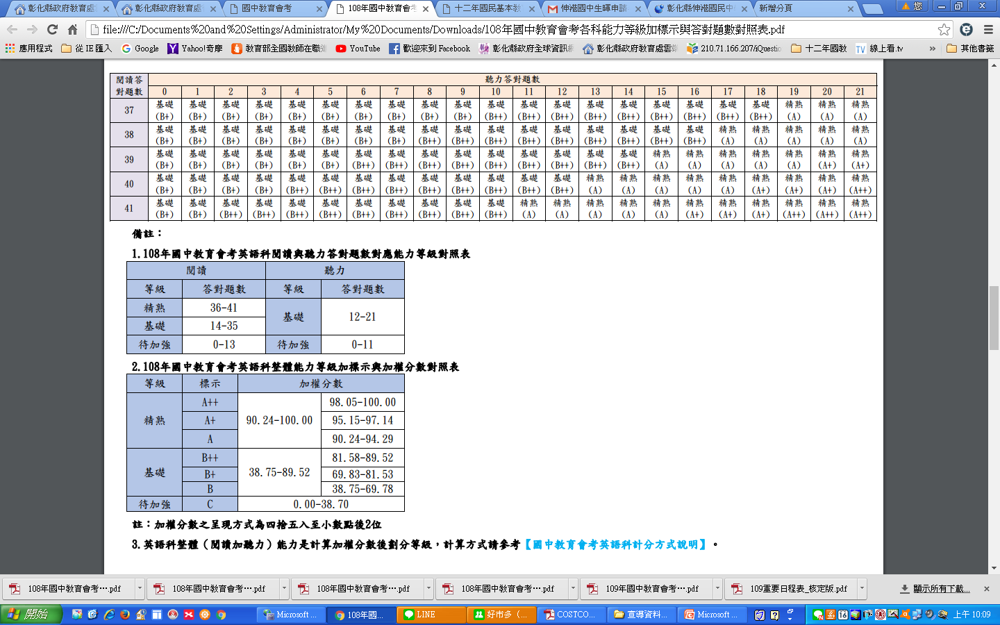 彰化縣政府教育處 彰化縣政府教育處 國中教育會考 108年國中教育會考 十二年國民基本教 伸港國中生暉申請 彰化縣伸港國民中 新增分頁 您
file:///C:/Documents%20and%20Settings/Administrator/My%20Documents/Downloads/108年國中教育會考各科能力等級加標示與答對題數對照表.pdf
應用程式 從 IE 匯入 Google Yahoo!奇摩 教育部全國教師在職進 YouTube 歡迎來到 Facebook 彰化縣政府全球資訊網 彰化縣政府教育處雲端 210.71.166.207/iQuestio 十二年國教 線上看.tv » 其他書籤
閱讀答對題數 聽力答對題數
0 1 2 3 4 5 6 7 8 9 10 11 12 13 14 15 16 17 18 19 20 21
37 基礎 基礎 基礎 基礎 基礎 基礎 基礎 基礎 基礎 基礎 基礎 基礎 基礎 基礎 基礎 基礎 基礎 基礎 基礎 精熟 精熟 精熟
(B+) (B+) (B+) (B+) (B+) (B+) (B+) (B+) (B+) (B+) (B++) (B++) (B++) (B++) (B++) (B++) (B++) (B++) (B++) (A) (A) (A)
38 基礎 基礎 基礎 基礎 基礎 基礎 基礎 基礎 基礎 基礎 基礎 基礎 基礎 基礎 基礎 基礎 基礎 精熟 精熟 精熟 精熟 精熟
(B+) (B+) (B+) (B+) (B+) (B+) (B+) (B+) (B++) (B++) (B++) (B++) (B++) (B++) (B++) (B++) (B++) (A) (A) (A) (A) (A)
39 基礎 基礎 基礎 基礎 基礎 基礎 基礎 基礎 基礎 基礎 基礎 基礎 基礎 基礎 基礎 精熟 精熟 精熟 精熟 精熟 精熟 精熟
(B+) (B+) (B+) (B+) (B+) (B+) (B++) (B++) (B++) (B++) (B++) (B++) (B++) (B++) (B++) (A) (A) (A) (A) (A) (A+) (A+)
40 基礎 基礎 基礎 基礎 基礎 基礎 基礎 基礎 基礎 基礎 基礎 基礎 基礎 精熟 精熟 精熟 精熟 精熟 精熟 精熟 精熟 精熟
(B+) (B+) (B+) (B+) (B++) (B++) (B++) (B++) (B++) (B++) (B++) (B++) (B++) (A) (A) (A) (A) (A) (A+) (A+) (A+) (A++)
41 基礎 基礎 基礎 基礎 基礎 基礎 基礎 基礎 基礎 基礎 基礎 精熟 精熟 精熟 精熟 精熟 精熟 精熟 精熟 精熟 精熟 精熟
(B+) (B+) (B++) (B++) (B++) (B++) (B++) (B++) (B++) (B++) (B++) (A) (A) (A) (A) (A) (A+) (A+) (A+) (A++) (A++) (A++)
備註：
1.108年國中教育會考英語科閱讀與聽力答對題數對應能力等級對照表
閱讀 聽力
等級 答對題數 等級 答對題數
精熟 36-41 基礎 12-21
基礎 14-35
待加強 0-13 待加強 0-11
2.108年國中教育會考英語科整體能力等級加標示與加權分數對照表
等級 標示 加權分數
精熟 A++ 90.24-100.00 98.05-100.00
A+ 95.15-97.14
A 90.24-94.29
基礎 B++ 38.75-89.52 81.58-89.52
B+ 69.83-81.53
B 38.75-69.78
待加強 C 0.00-38.70
註：加權分數之呈現方式為四捨五入至小數點後2位
3.英語科整體（閱讀加聽力）能力是計算加權分數後劃分等級，計算方式請參考【國中教育會考英語科計分方式說明】。
108年國中教育會考⋯.pdf 108年國中教育會考⋯.pdf 108年國中教育會考⋯.pdf 108年國中教育會考⋯.pdf 109年國中教育會考⋯.pdf 109重要日程表_核定版.pdf 顯示所有下載...
開始 Microsoft ... 108年國... LINE 好市多（... COSTCO... 宣導資料... Microsoft ... 16 上午 10:09